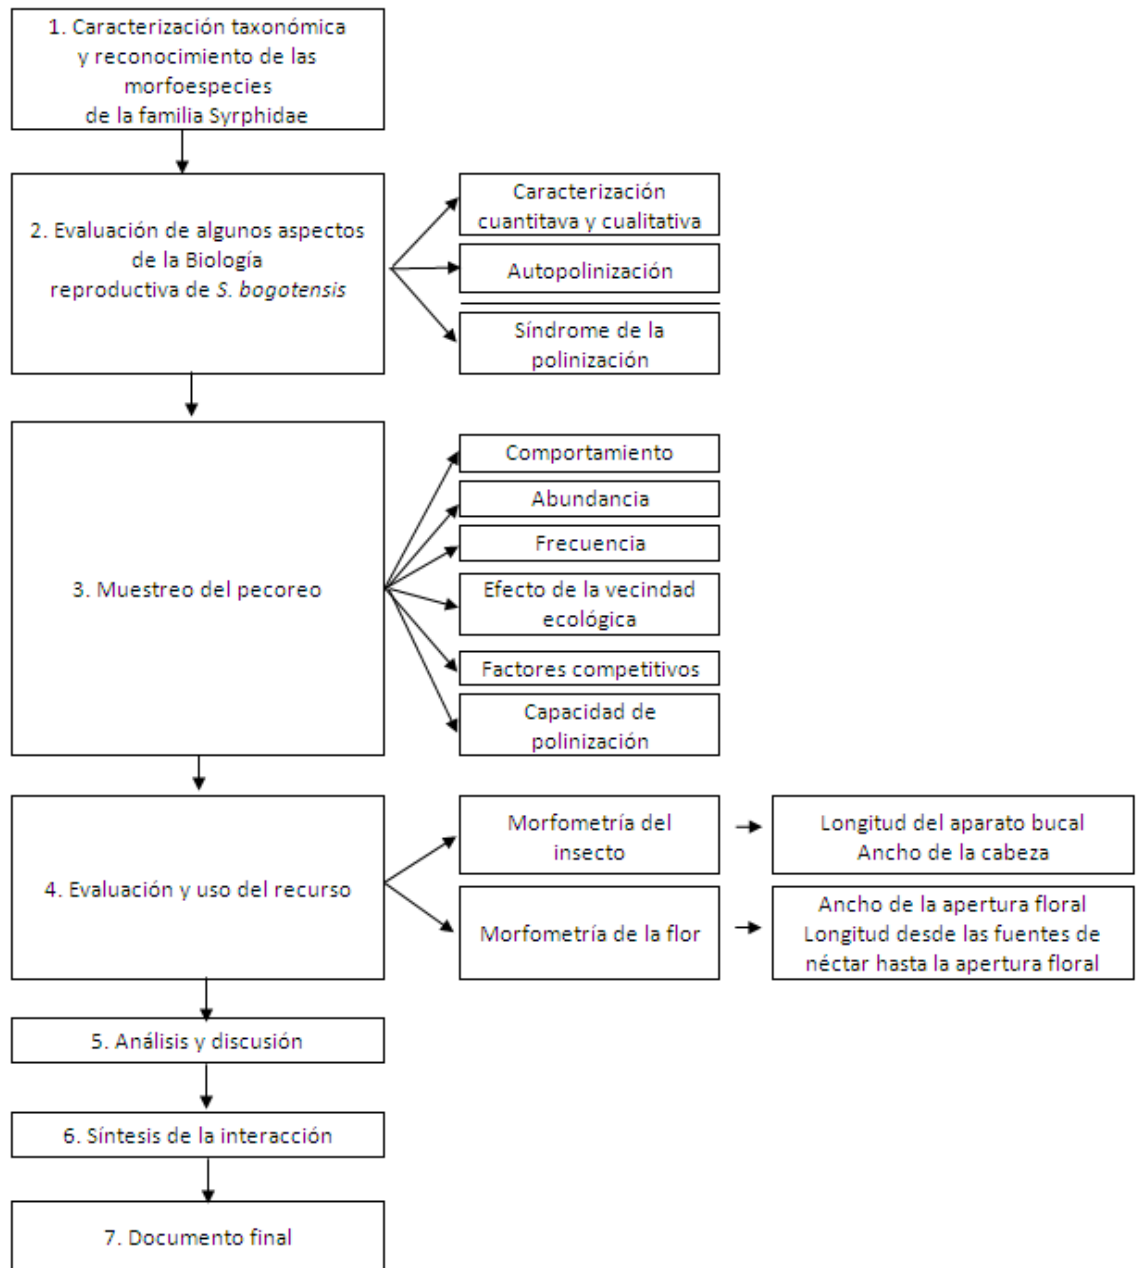 1. Caracterización taxonómica
y reconocimiento de las
morfoespecies
de la familia Syrphidae
2. Evaluación de algunos aspectos
de la Biología
reproductiva de S. bogotensis
Caracterización
cuantitava y cualitativa
Autopolinización
Síndrome de la
polinización
3. Muestreo del pecoreo
Comportamiento
Abundancia
Frecuencia
Efecto de la vecindad
ecológica
Factores competitivos
Capacidad de
polinización
4. Evaluación y uso del recurso
Morfometría del
insecto
Longitud del aparato bucal
Ancho de la cabeza
Morfometría de la flor
Ancho de la apertura floral
Longitud desde las fuentes de
néctar hasta la apertura floral
5. Análisis y discusión
6. Síntesis de la interacción
7. Documento final